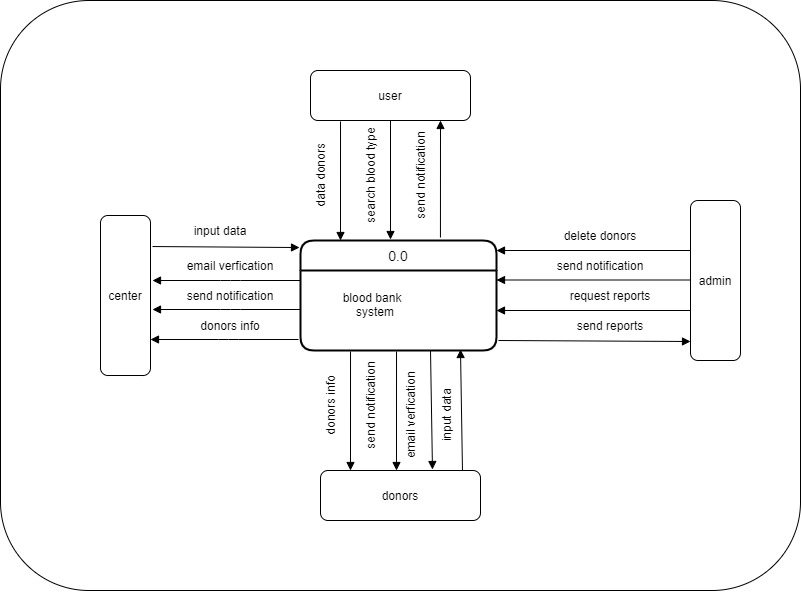 user
data donors
search blood type
send notification
input data
email verfication
send notification
donors info
center
0.0
blood bank
system
delete donors
send notification
request reports
send reports
admin
donors info
send notification
email verfication
input data
donors